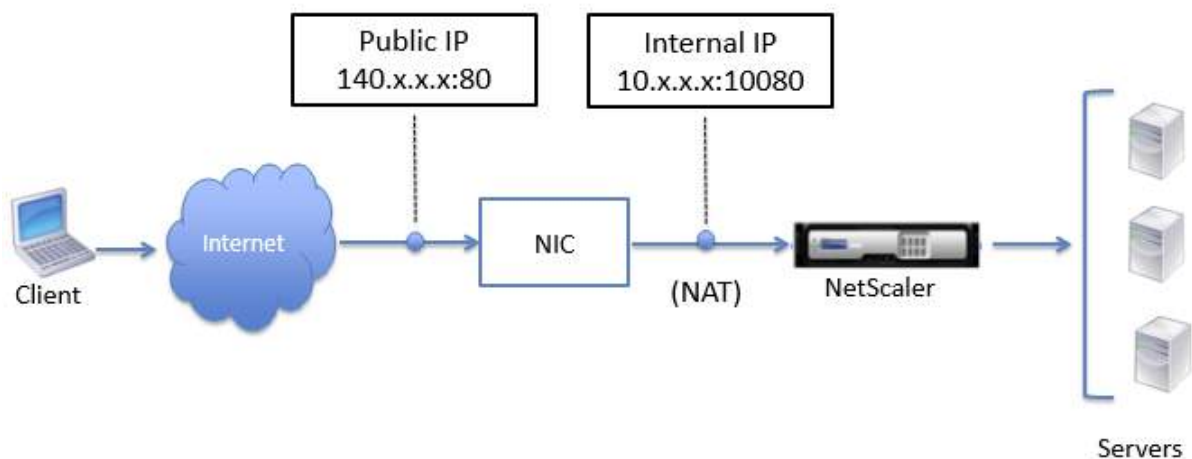 Public IP
140.x.x.x:80
Internal IP
10.x.x.x:10080
Client
Internet
NIC
(NAT)
NetScaler
Servers